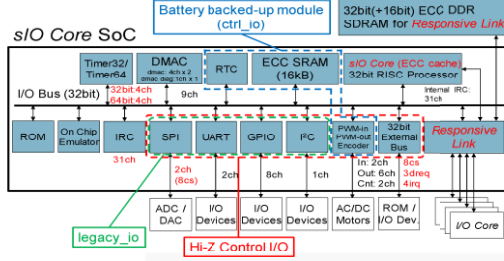 Battery backed-up module
(ctrl_io)
32bit(+16bit) ECC DDR
SDRAM for Responsive Link
sIO Core SoC
Timer32/
Timer64
DMAC
dmac: 4ch x 2
dmac deg:1ch x 1
RTC
ECC SRAM
(16kB)
sIO Core (ECC cache)
32bit RISC Processor
I/O Bus (32bit)
32bit:4ch
64bit:4ch
9ch
Internal IRC:
31ch
ROM
On Chip
Emulator
IRC
SPI
UART
GPIO
I²C
PWM-in
PWM-out
Encoder
32bit
External
Bus
Responsive
Link
31ch
2ch
(8cs)
2ch
8ch
1ch
In: 2ch
Out: 6ch
Cnt: 2ch
8cs
3dreq
4irq
ADC /
DAC
I/O
Devices
I/O
Devices
I/O
Devices
AC/DC
Motors
ROM /
I/O Dev.
I/O Core
legacy_io
Hi-Z Control I/O